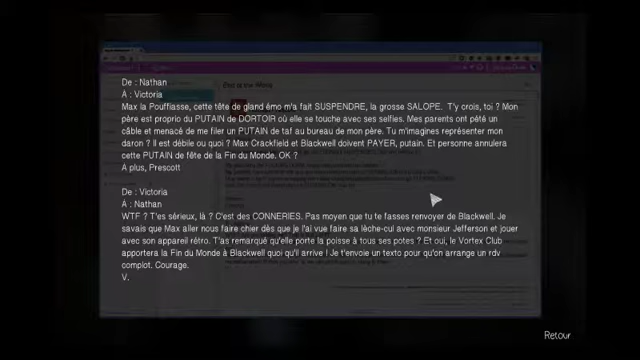 De : Nathan
À : Victoria
Max la Pouffiasse, cette tête de gland émo m'a fait SUSPENDRE, la grosse SALOPE. T'y crois, toi ? Mon
père est proprio du PUTAIN de DORTOIR où elle se touche avec ses selfies. Mes parents ont pété un
câble et menacé de me filer un PUTAIN de taf au bureau de mon père. Tu m'imagines représenter mon
daron ? Il est débile ou quoi ? Max Crackfield et Blackwell doivent PAYER, putain. Et personne annulera
cette PUTAIN de fête de la Fin du Monde. OK ?
A plus, Prescott
De : Victoria
À : Nathan
WTF ? T'es sérieux, là ? C'est des CONNERIES. Pas moyen que tu te fasses renvoyer de Blackwell. Je
savais que Max aller nous faire chier dès que je l'ai vue faire sa lèche-cul avec monsieur Jefferson et jouer
avec son appareil rétro. T'as remarqué qu'elle porte la poisse à tous ses potes ? Et oui, le Vortex Club
apportera la Fin du Monde à Blackwell quoi qu'il arrive ! Je t'envoie un texto pour qu'on arrange un rdv
complot. Courage.
V.
Retour